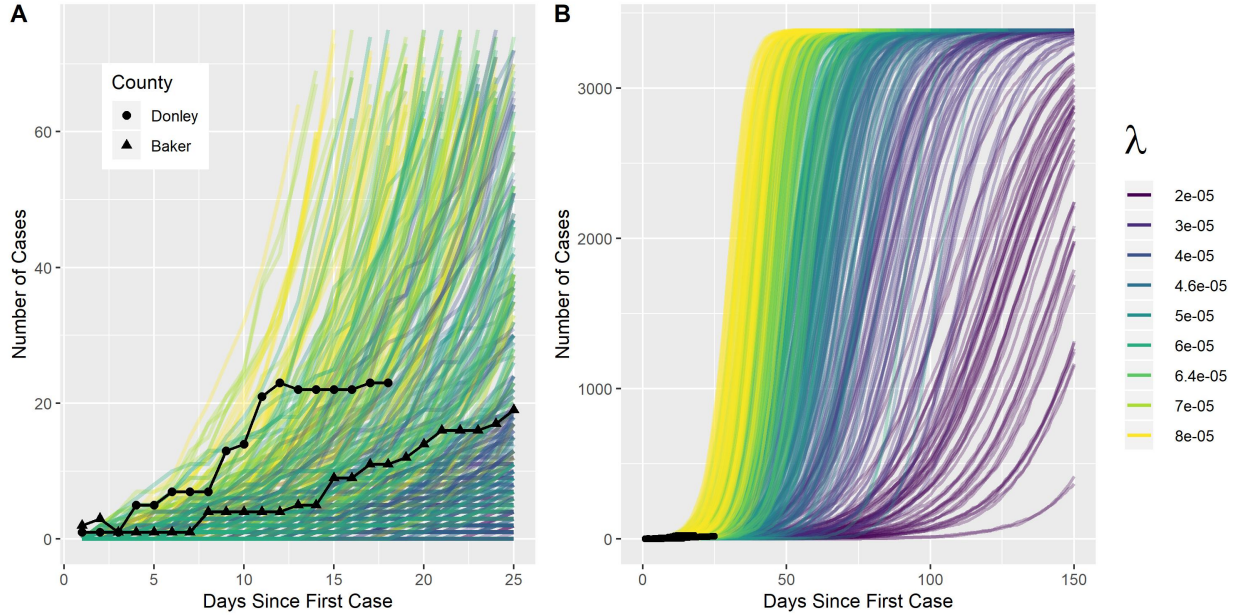 A
County
Donley
Baker
Number of Cases
60
40
20
0
0
5
10
15
20
25
Days Since First Case
B
Number of Cases
3000
2000
1000
0
0
50
100
150
Days Since First Case
λ
2e-05
3e-05
4e-05
4.6e-05
5e-05
6e-05
6.4e-05
7e-05
8e-05